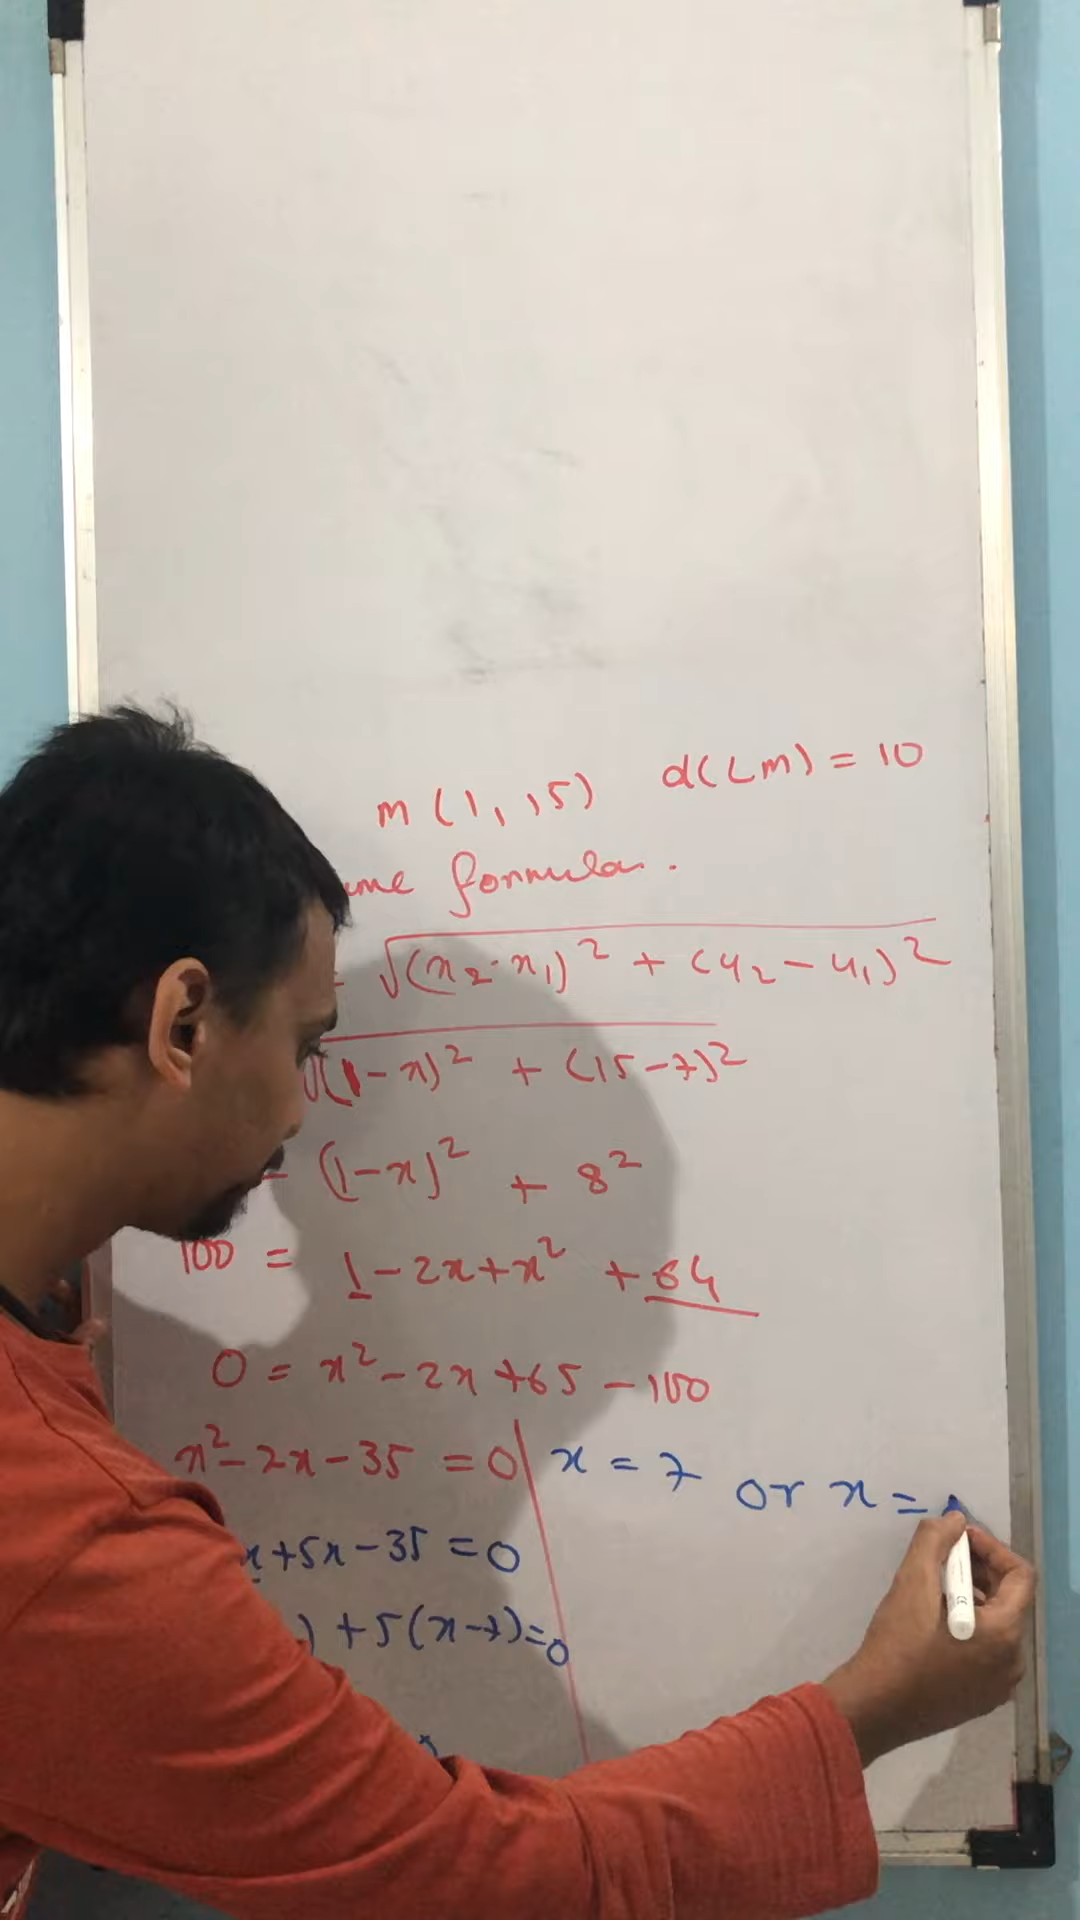 m (1, 15) d(Lm) = 10
formula.
= √(x₂-x₁)² + (y₂-y₁)²
√(1-x)² + (15-7)²
= (1-x)² + 8²
100 = 1-2x+x² +64
0 = x²-2x+65-100
x²-2x-35 = 0 x = 7 or x =
x+5x-35 = 0
) +5(x-7)=0